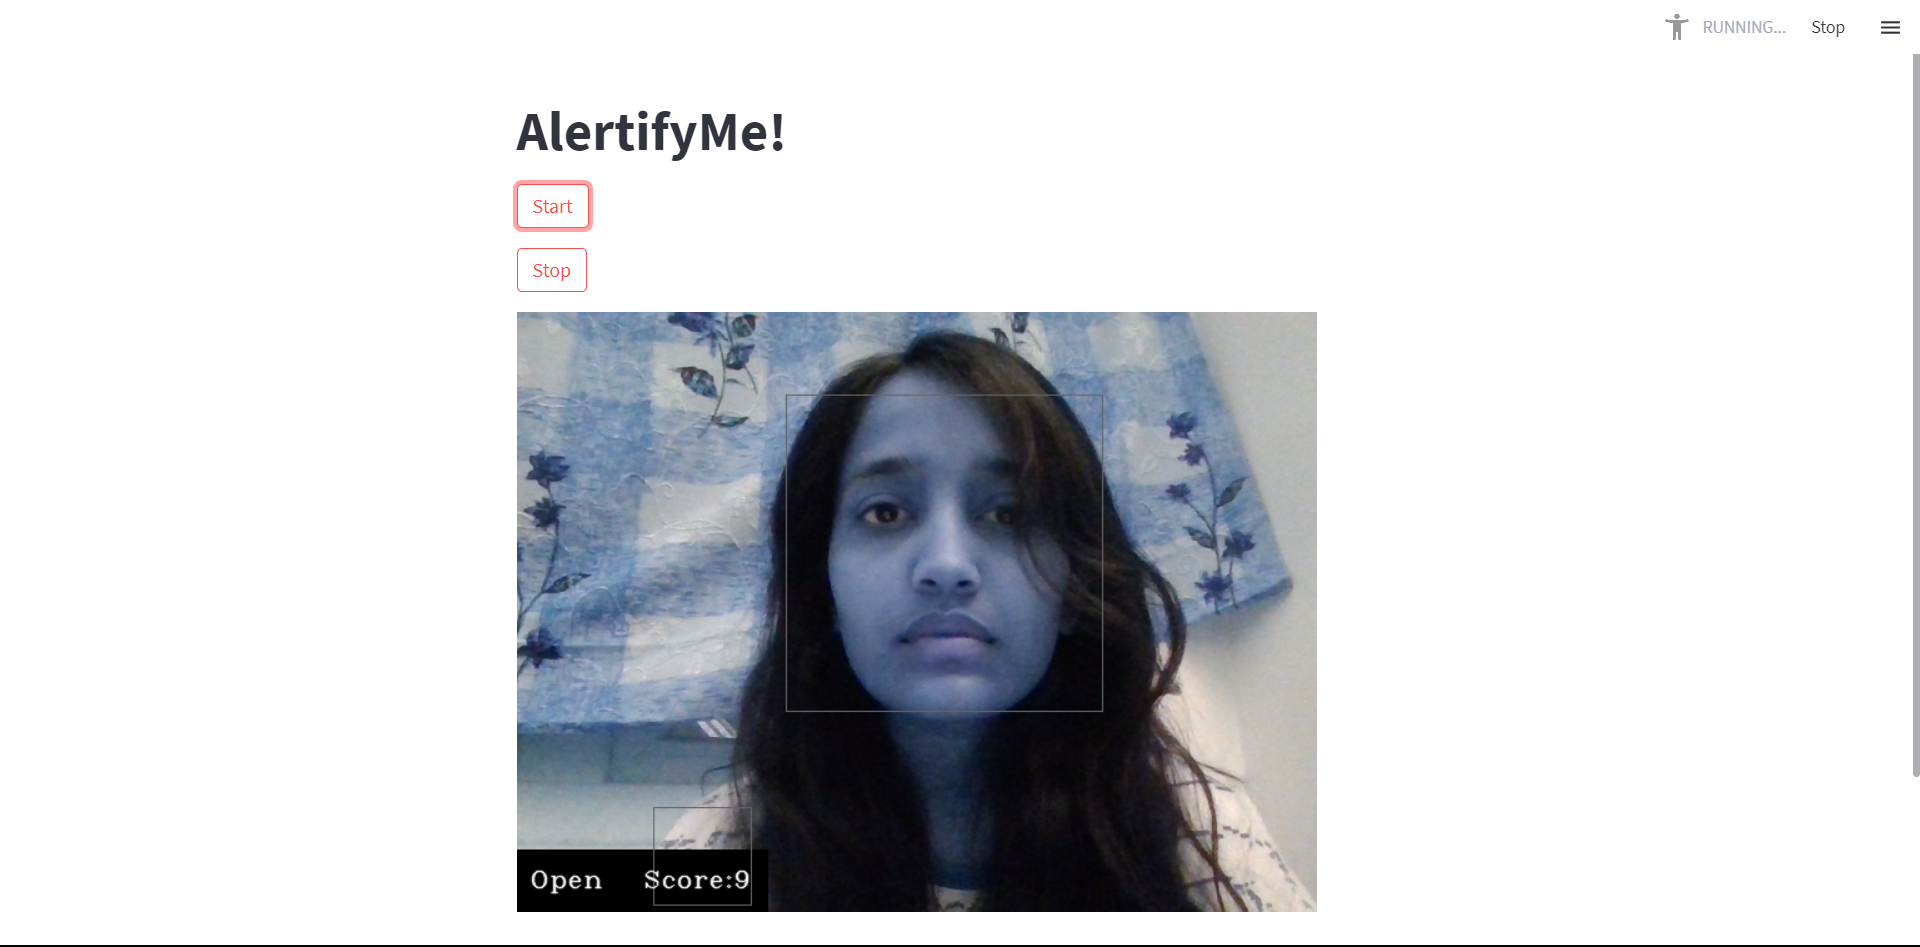 RUNNING... Stop
AlertifyMe!
Start
Stop
Open Score:9